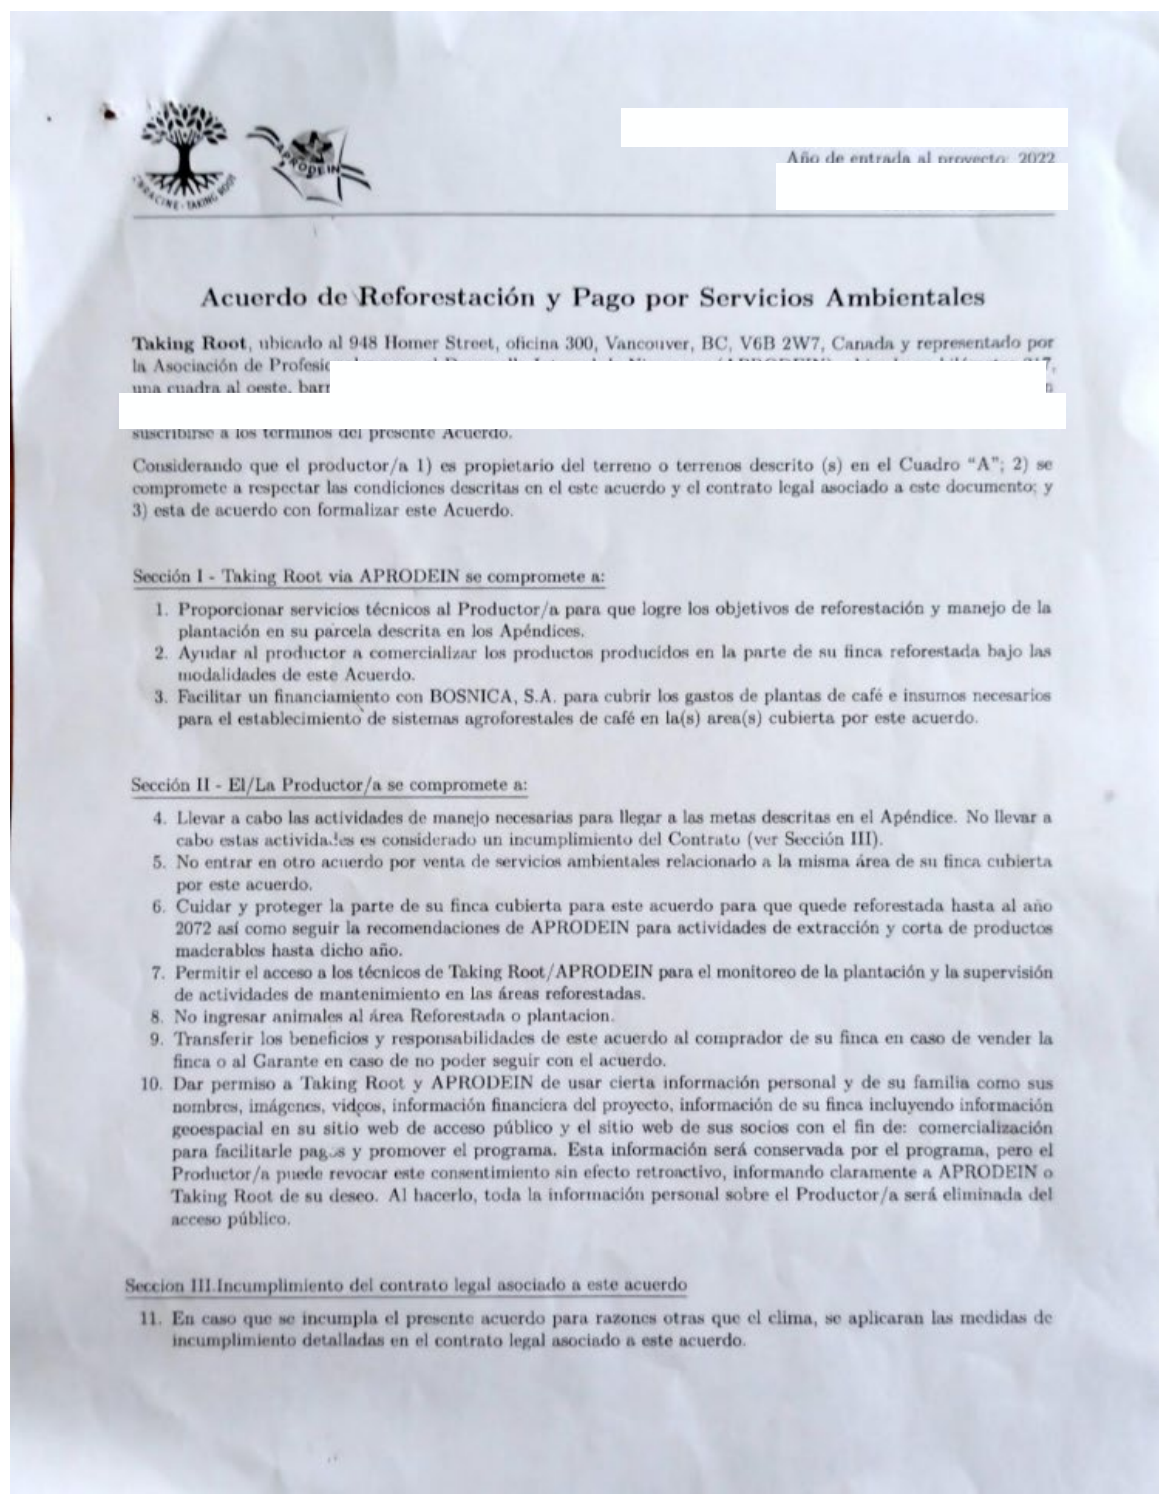 ENRACINE - TAKING ROOT
APRODEIN
Año de entrada al proyecto: 2022
Acuerdo de Reforestación y Pago por Servicios Ambientales
Taking Root, ubicado al 948 Homer Street, oficina 300, Vancouver, BC, V6B 2W7, Canada y representado por
la Asociación de
una cuadra al oeste,
suscribirse a los terminos del presente Acuerdo.
Considerando que el productor/a 1) es propietario del terreno o terrenos descrito (s) en el Cuadro “A”; 2) se
compromete a respectar las condiciones descritas en el este acuerdo y el contrato legal asociado a este documento; y
3) esta de acuerdo con formalizar este Acuerdo.
Sección I - Taking Root via APRODEIN se compromete a:
1. Proporcionar servicios técnicos al Productor/a para que logre los objetivos de reforestación y manejo de la
plantación en su parcela descrita en los Apéndices.
2. Ayudar al productor a comercializar los productos producidos en la parte de su finca reforestada bajo las
modalidades de este Acuerdo.
3. Facilitar un financiamiento con BOSNICA, S.A. para cubrir los gastos de plantas de café e insumos necesarios
para el establecimiento de sistemas agroforestales de café en la(s) area(s) cubierta por este acuerdo.
Sección II - El/La Productor/a se compromete a:
4. Llevar a cabo las actividades de manejo necesarias para llegar a las metas descritas en el Apéndice. No llevar a
cabo estas actividades es considerado un incumplimiento del Contrato (ver Sección III).
5. No entrar en otro acuerdo por venta de servicios ambientales relacionado a la misma área de su finca cubierta
por este acuerdo.
6. Cuidar y proteger la parte de su finca cubierta para este acuerdo para que quede reforestada hasta al año
2072 así como seguir la recomendaciones de APRODEIN para actividades de extracción y corta de productos
maderables hasta dicho año.
7. Permitir el acceso a los técnicos de Taking Root/APRODEIN para el monitoreo de la plantación y la supervisión
de actividades de mantenimiento en las áreas reforestadas.
8. No ingresar animales al área Reforestada o plantacion.
9. Transferir los beneficios y responsabilidades de este acuerdo al comprador de su finca en caso de vender la
finca o al Garante en caso de no poder seguir con el acuerdo.
10. Dar permiso a Taking Root y APRODEIN de usar cierta información personal y de su familia como sus
nombres, imágenes, videos, información financiera del proyecto, información de su finca incluyendo información
geoespacial en su sitio web de acceso público y el sitio web de sus socios con el fin de: comercialización
para facilitarle pagos y promover el programa. Esta información será conservada por el programa, pero el
Productor/a puede revocar este consentimiento sin efecto retroactivo, informando claramente a APRODEIN o
Taking Root de su deseo. Al hacerlo, toda la información personal sobre el Productor/a será eliminada del
acceso público.
Seccion III.Incumplimiento del contrato legal asociado a este acuerdo
11. En caso que se incumpla el presente acuerdo para razones otras que el clima, se aplicaran las medidas de
incumplimiento detalladas en el contrato legal asociado a este acuerdo.